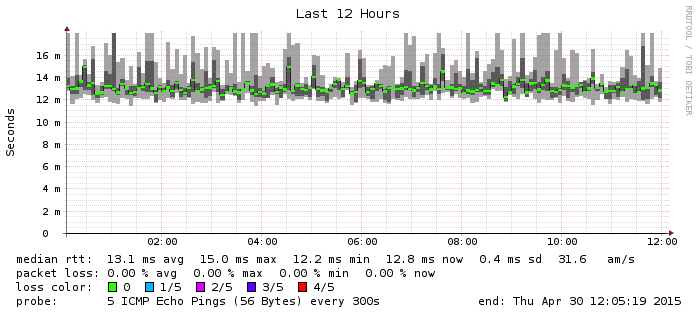 Last 12 Hours
RRDTOOL / TOBI OETIKER
Seconds
16 m
14 m
12 m
10 m
8 m
6 m
4 m
2 m
0
02:00 04:00 06:00 08:00 10:00 12:00
median rtt: 13.1 ms avg 15.0 ms max 12.2 ms min 12.8 ms now 0.4 ms sd 31.6 am/s
packet loss: 0.00 % avg 0.00 % max 0.00 % min 0.00 % now
loss color: 0 1/5 2/5 3/5 4/5
probe: 5 ICMP Echo Pings (56 Bytes) every 300s end: Thu Apr 30 12:05:19 2015